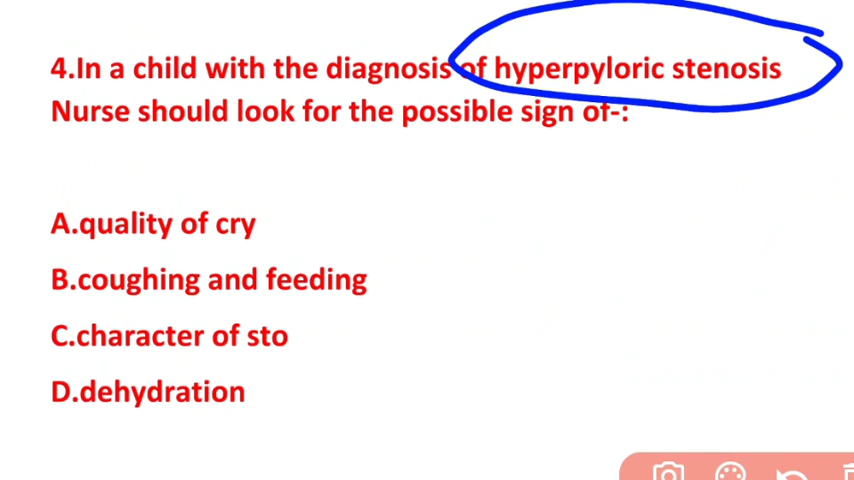 4.In a child with the diagnosis of hyperpyloric stenosis
Nurse should look for the possible sign of-:
A.quality of cry
B.coughing and feeding
C.character of sto
D.dehydration